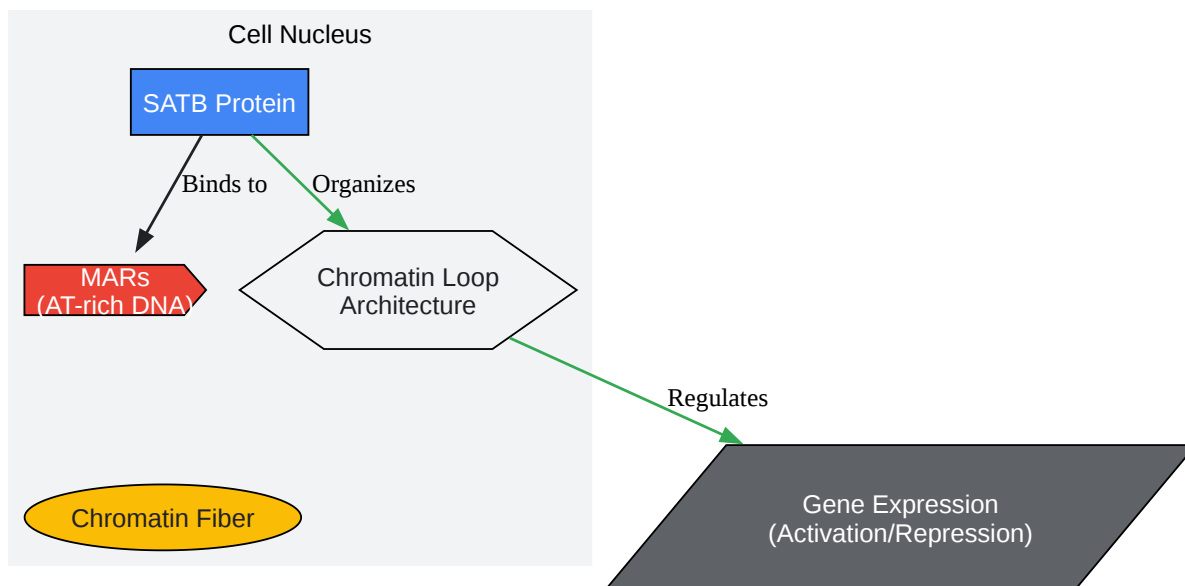 Cell Nucleus
SATB Protein
Binds to
Organizes
MARs
(AT-rich DNA)
Chromatin Loop
Architecture
Regulates
Chromatin Fiber
Gene Expression
(Activation/Repression)